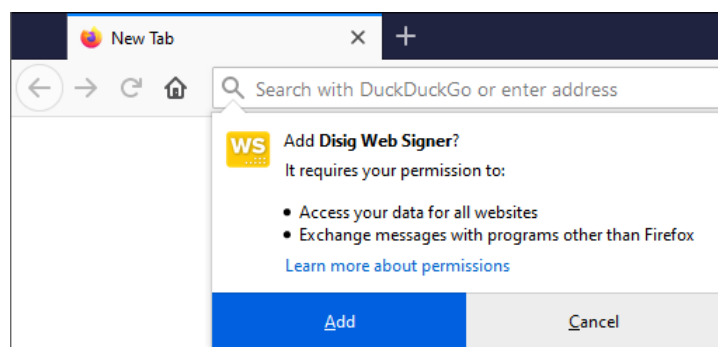 New Tab
Search with DuckDuckGo or enter address
WS
Add Disig Web Signer?
It requires your permission to:
• Access your data for all websites
• Exchange messages with programs other than Firefox
Learn more about permissions
Add
Cancel